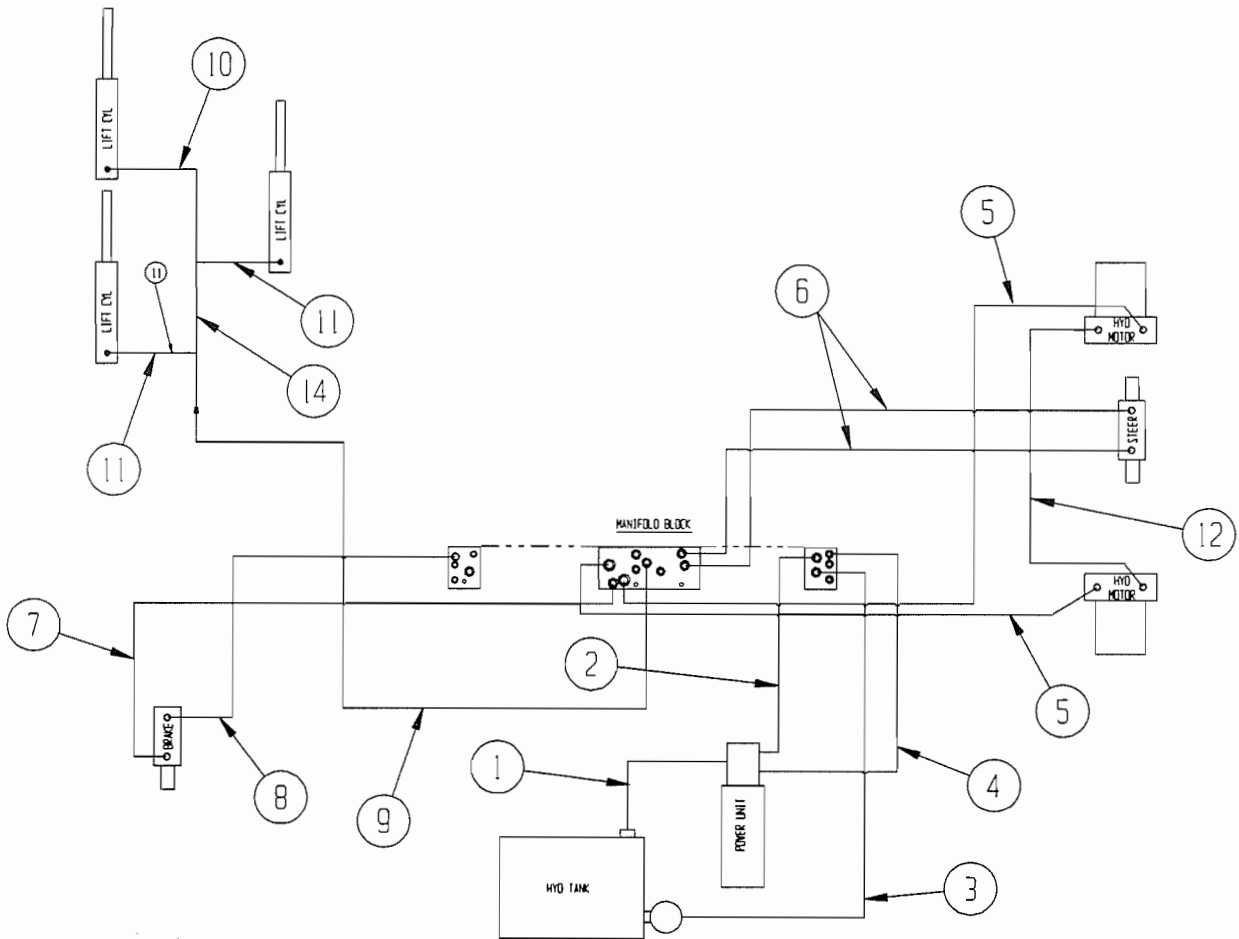 10
LIFT CYL
LIFT CYL
5
11
6
HYD
MOTOR
LIFT CYL
11
14
STEER
11
12
MANIFOLD BLOCK
HYD
MOTOR
7
2
5
BRAKE
1
4
8
9
POWER UNIT
HYD TANK
3